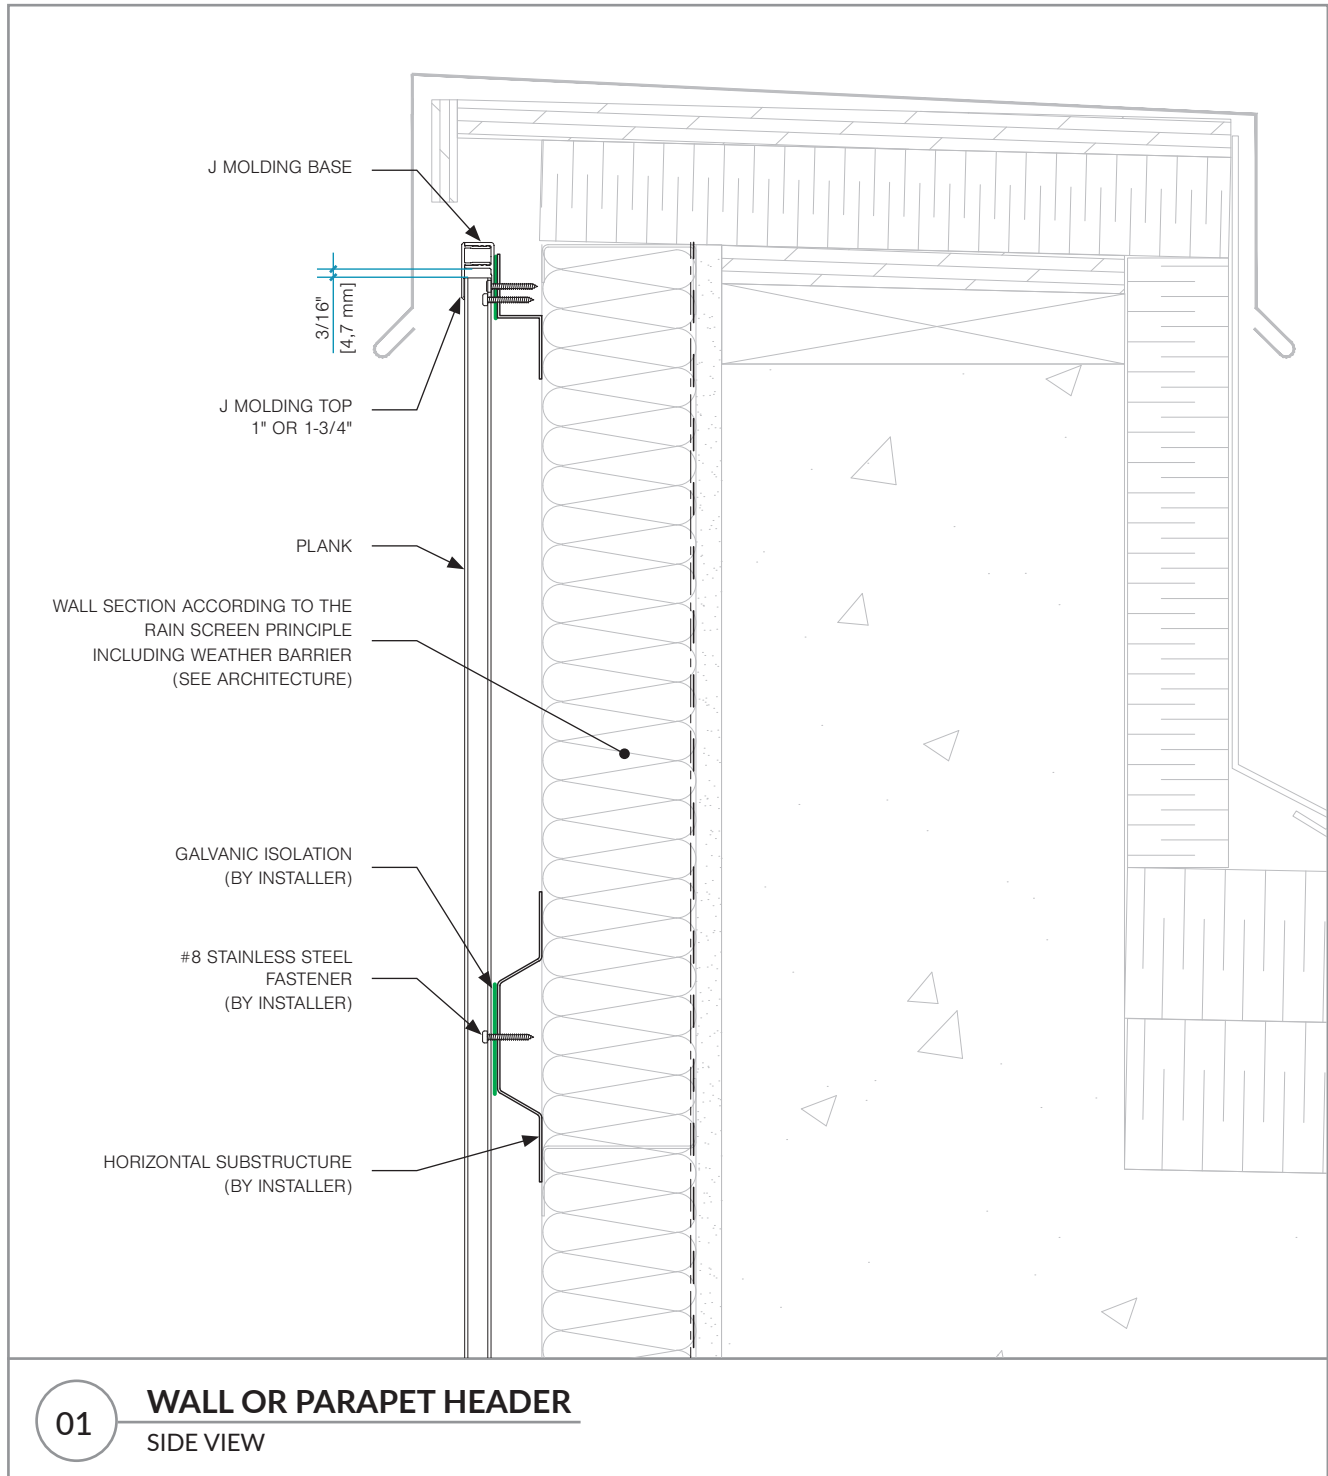 J MOLDING BASE
3/16"
[4,7 mm]
J MOLDING TOP
1" OR 1-3/4"
PLANK
WALL SECTION ACCORDING TO THE
RAIN SCREEN PRINCIPLE
INCLUDING WEATHER BARRIER
(SEE ARCHITECTURE)
GALVANIC ISOLATION
(BY INSTALLER)
#8 STAINLESS STEEL
FASTENER
(BY INSTALLER)
HORIZONTAL SUBSTRUCTURE
(BY INSTALLER)
01
WALL OR PARAPET HEADER
SIDE VIEW